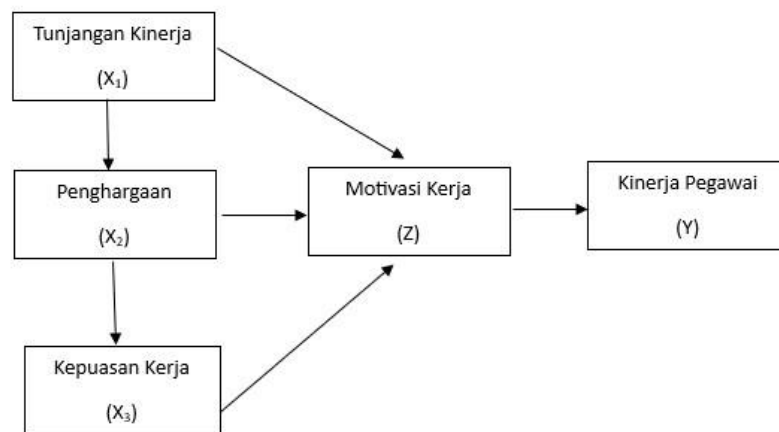 Tunjangan Kinerja
(X₁)
Penghargaan
(X₂)
Kepuasan Kerja
(X₃)
Motivasi Kerja
(Z)
Kinerja Pegawai
(Y)